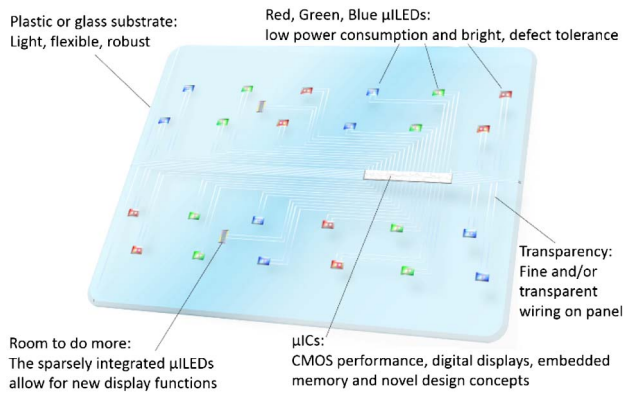 Plastic or glass substrate:
Light, flexible, robust
Red, Green, Blue µILEDs:
low power consumption and bright, defect tolerance
Transparency:
Fine and/or
transparent
wiring on panel
Room to do more:
The sparsely integrated µILEDs
allow for new display functions
µICs:
CMOS performance, digital displays, embedded
memory and novel design concepts